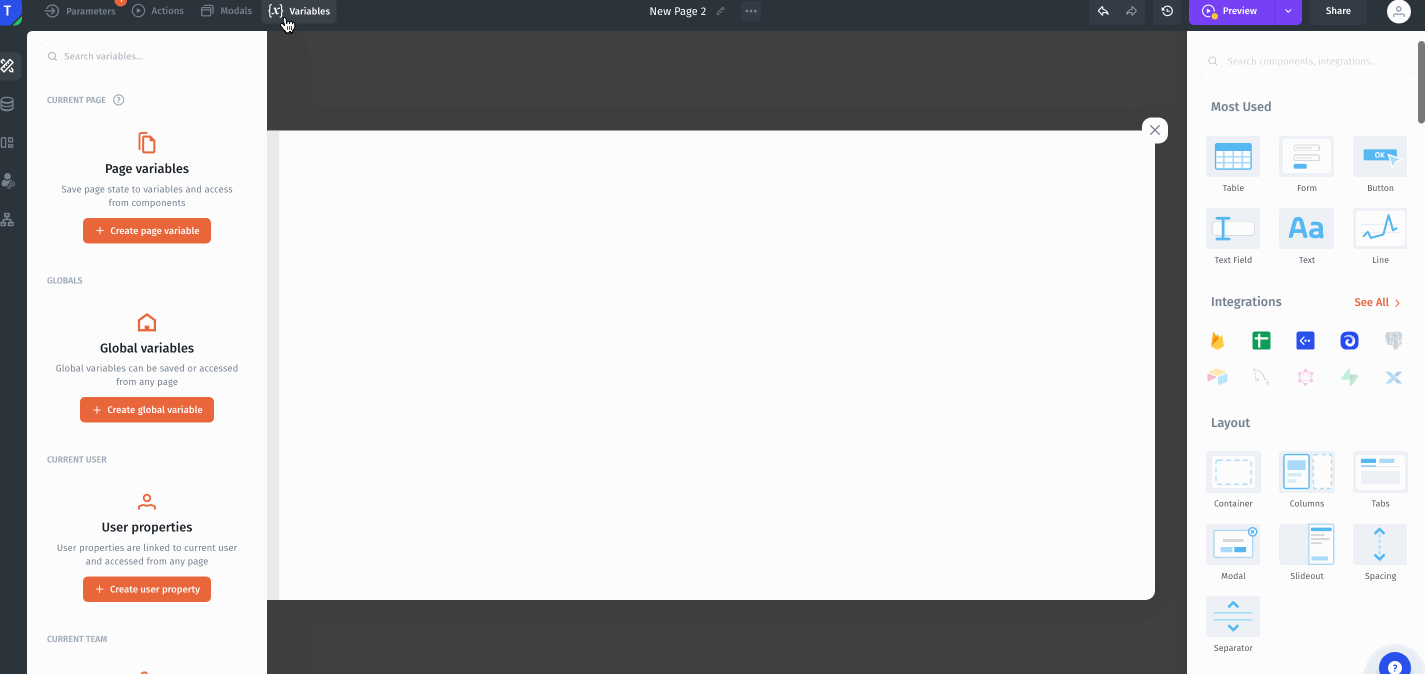 T
Parameters
Actions
Modals
{x} Variables
New Page 2
Preview
Share
Search variables...
CURRENT PAGE ?
Page variables
Save page state to variables and access
from components
+ Create page variable
GLOBALS
Global variables
Global variables can be saved or accessed
from any page
+ Create global variable
CURRENT USER
User properties
User properties are linked to current user
and accessed from any page
+ Create user property
CURRENT TEAM
Search components, integrations...
Most Used
OK
Table
Form
Button
Aa
Text Field
Text
Line
Integrations
See All
Layout
Container
Columns
Tabs
Modal
Slideout
Spacing
Separator
?